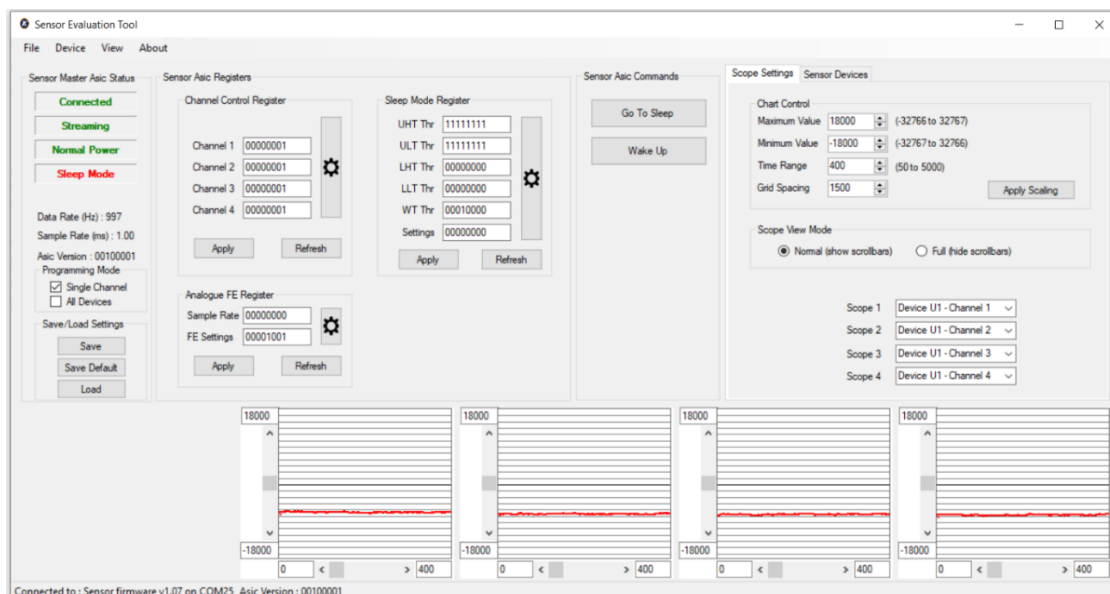 Sensor Evaluation Tool
File Device View About
Sensor Master Asic Status
Connected
Streaming
Normal Power
Sleep Mode
Data Rate (Hz) : 997
Sample Rate (ms) : 1.00
Asic Version : 00100001
Programming Mode
Single Channel
All Devices
Save/Load Settings
Save
Save Default
Load
Sensor Asic Registers
Channel Control Register
Channel 1 00000001
Channel 2 00000001
Channel 3 00000001
Channel 4 00000001
Apply Refresh
Analogue FE Register
Sample Rate 00000000
FE Settings 00001001
Apply Refresh
Sleep Mode Register
UHT Thr 11111111
ULT Thr 11111111
LHT Thr 00000000
LLT Thr 00000000
WT Thr 00010000
Settings 00000000
Apply Refresh
Sensor Asic Commands
Go To Sleep
Wake Up
Scope Settings Sensor Devices
Chart Control
Maximum Value 18000 (-32766 to 32767)
Minimum Value -18000 (-32767 to 32766)
Time Range 400 (50 to 5000)
Grid Spacing 1500 Apply Scaling
Scope View Mode
Normal (show scrollbars) Full (hide scrollbars)
Scope 1 Device U1 - Channel 1
Scope 2 Device U1 - Channel 2
Scope 3 Device U1 - Channel 3
Scope 4 Device U1 - Channel 4
18000 18000 18000 18000
-18000 -18000 -18000 -18000
0 < > 400 0 < > 400 0 < > 400 0 < > 400
Connected to : Sensor firmware v1.07 on COM25 Asic Version : 00100001